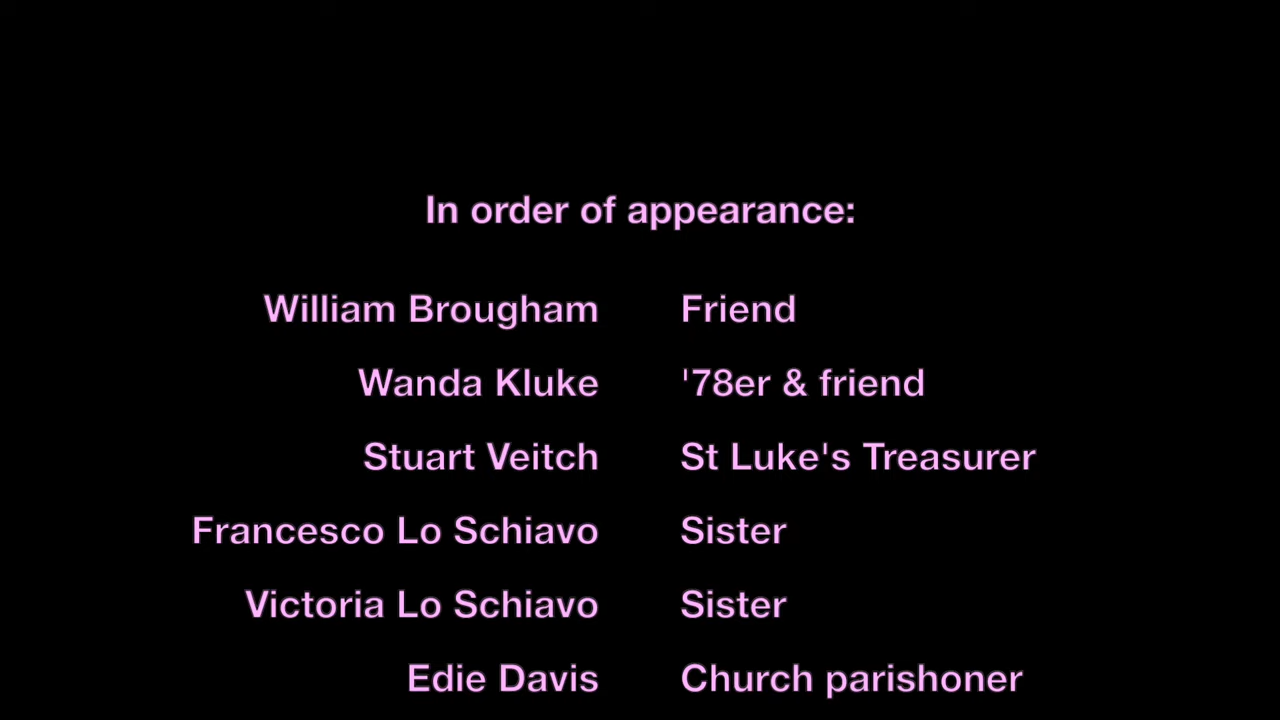 In order of appearance:
William Brougham Friend
Wanda Kluke '78er & friend
Stuart Veitch St Luke's Treasurer
Francesco Lo Schiavo Sister
Victoria Lo Schiavo Sister
Edie Davis Church parishoner